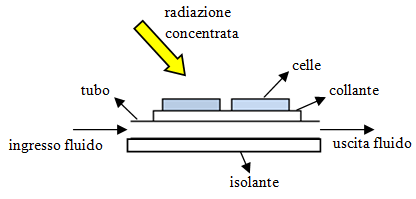 radiazione
concentrata
celle
tubo
collante
ingresso fluido
uscita fluido
isolante